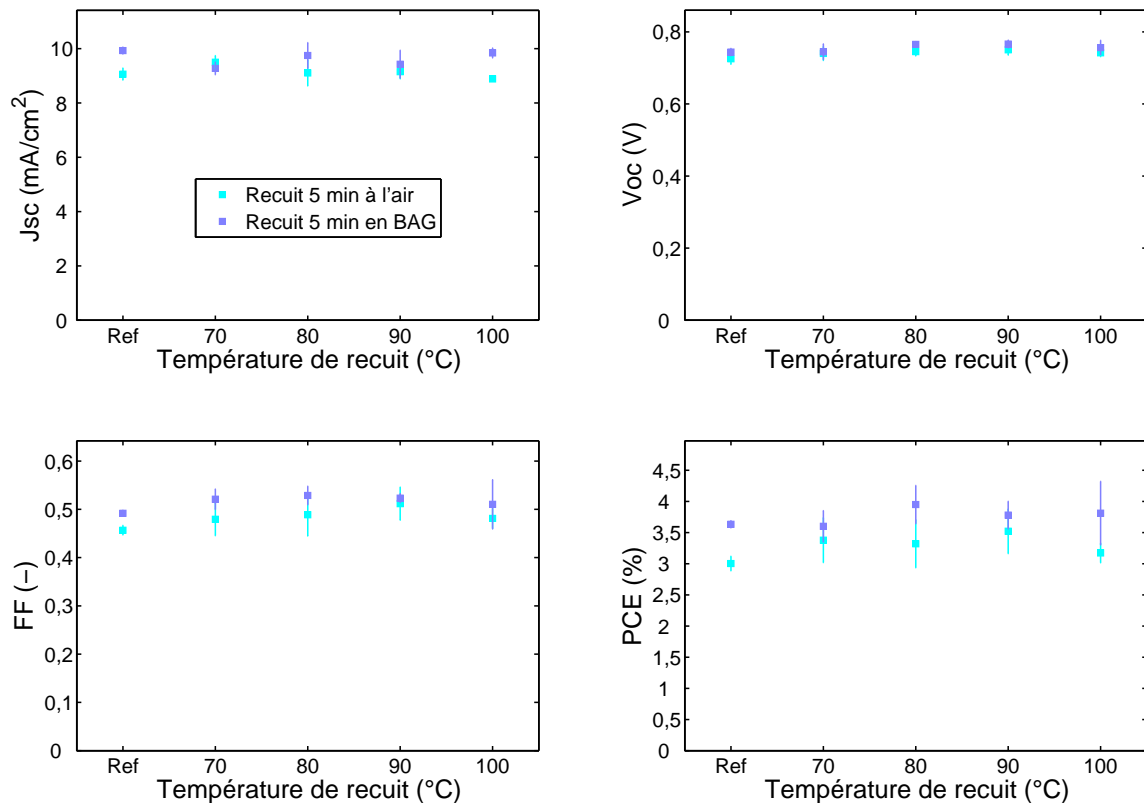 10
8
6
4
2
0
Jsc (mA/cm²)
Recuit 5 min à l'air
Recuit 5 min en BAG
Ref 70 80 90 100
Température de recuit (°C)
0,8
0,6
0,4
0,2
0
Voc (V)
Ref 70 80 90 100
Température de recuit (°C)
0,6
0,5
0,4
0,3
0,2
0,1
0
FF (−)
Ref 70 80 90 100
Température de recuit (°C)
4,5
4
3,5
3
2,5
2
1,5
1
0,5
0
PCE (%)
Ref 70 80 90 100
Température de recuit (°C)